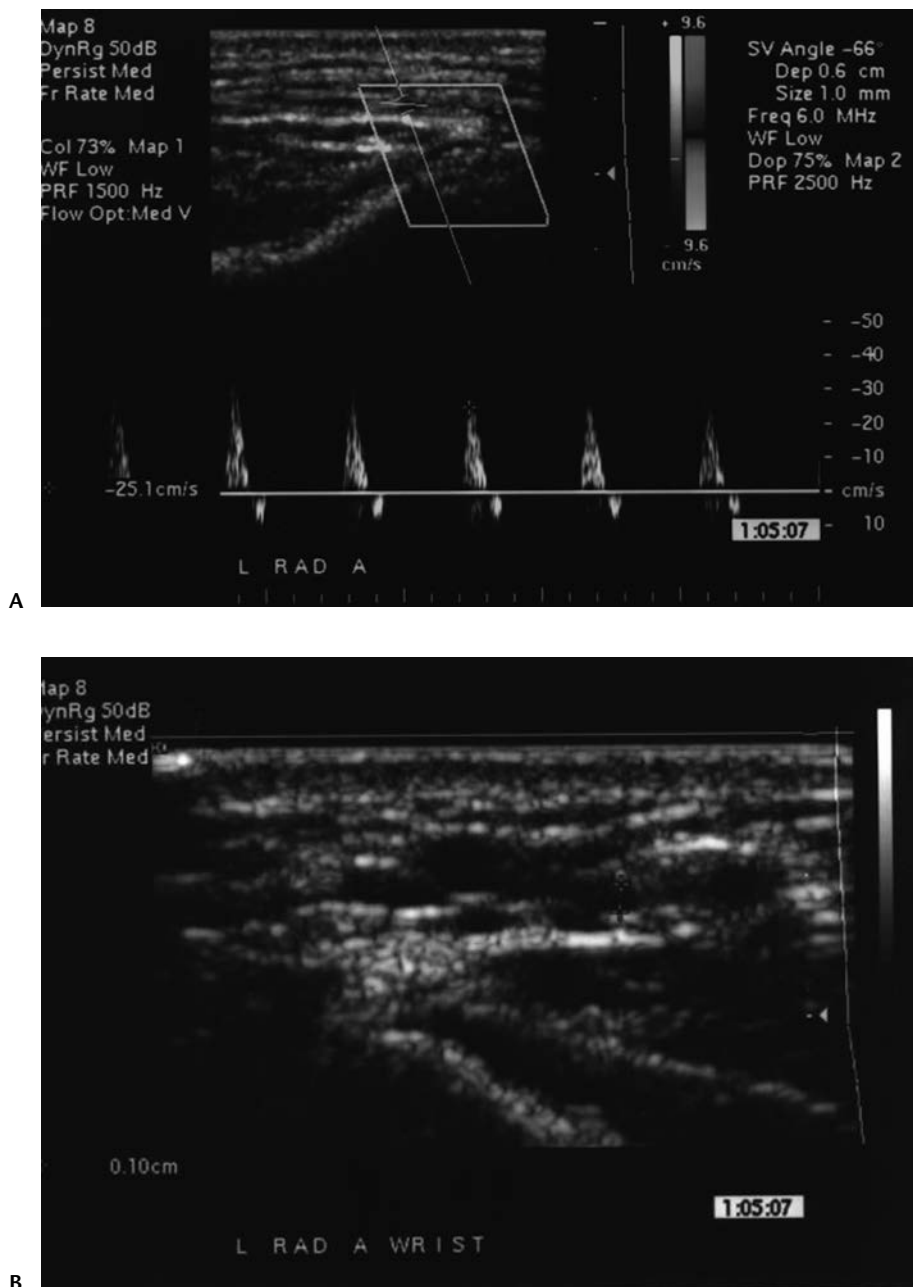 Map 8
DynRg 50dB
Persist Med
Fr Rate Med
Col 73% Map 1
WF Low
PRF 1500 Hz
Flow Opt:Med V
+ 9.6
- 9.6
cm/s
SV Angle -66°
Dep 0.6 cm
Size 1.0 mm
Freq 6.0 MHz
WF Low
Dop 75% Map 2
PRF 2500 Hz
-50
-40
-30
-20
-10
cm/s
10
-25.1cm/s
1:05:07
L RAD A
A
Map 8
ynRg 50dB
ersist Med
r Rate Med
0.10cm
1:05:07
L RAD A WRIST
B